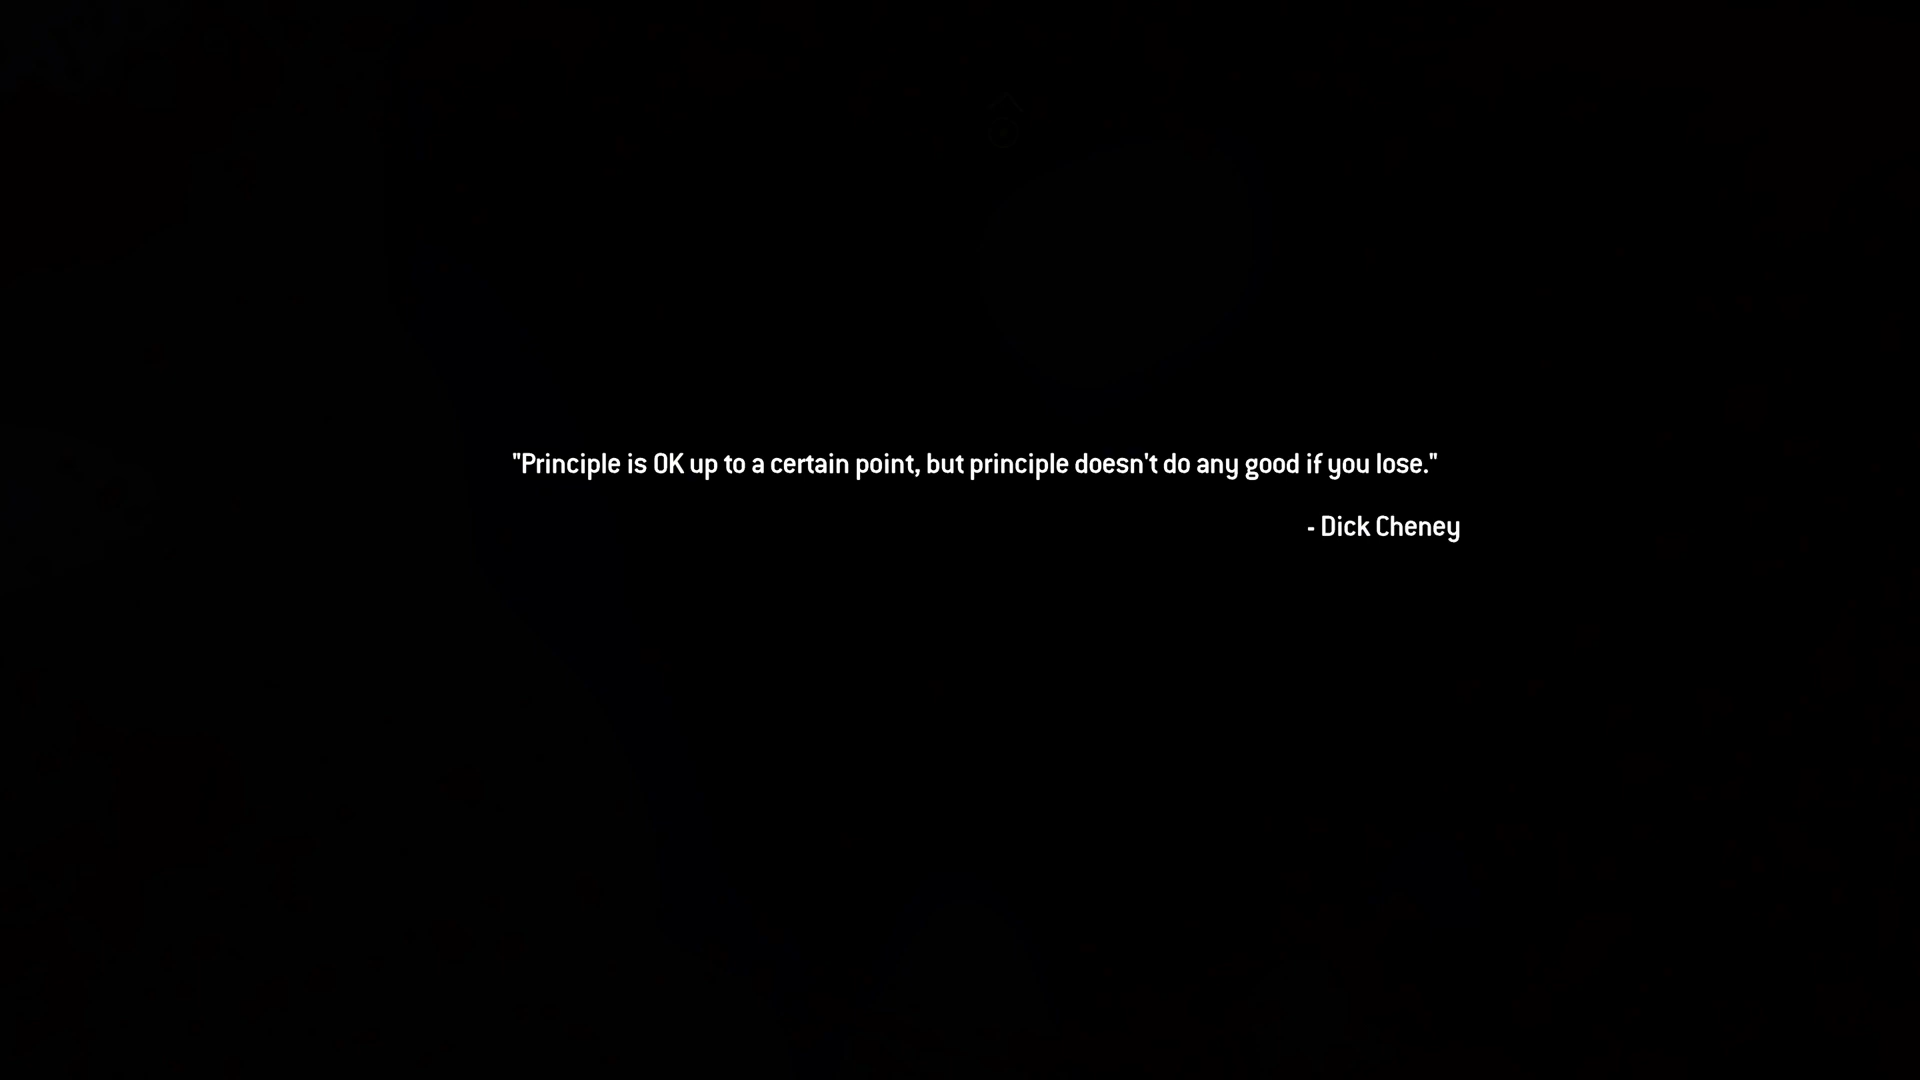 "Principle is OK up to a certain point, but principle doesn't do any good if you lose."
- Dick Cheney